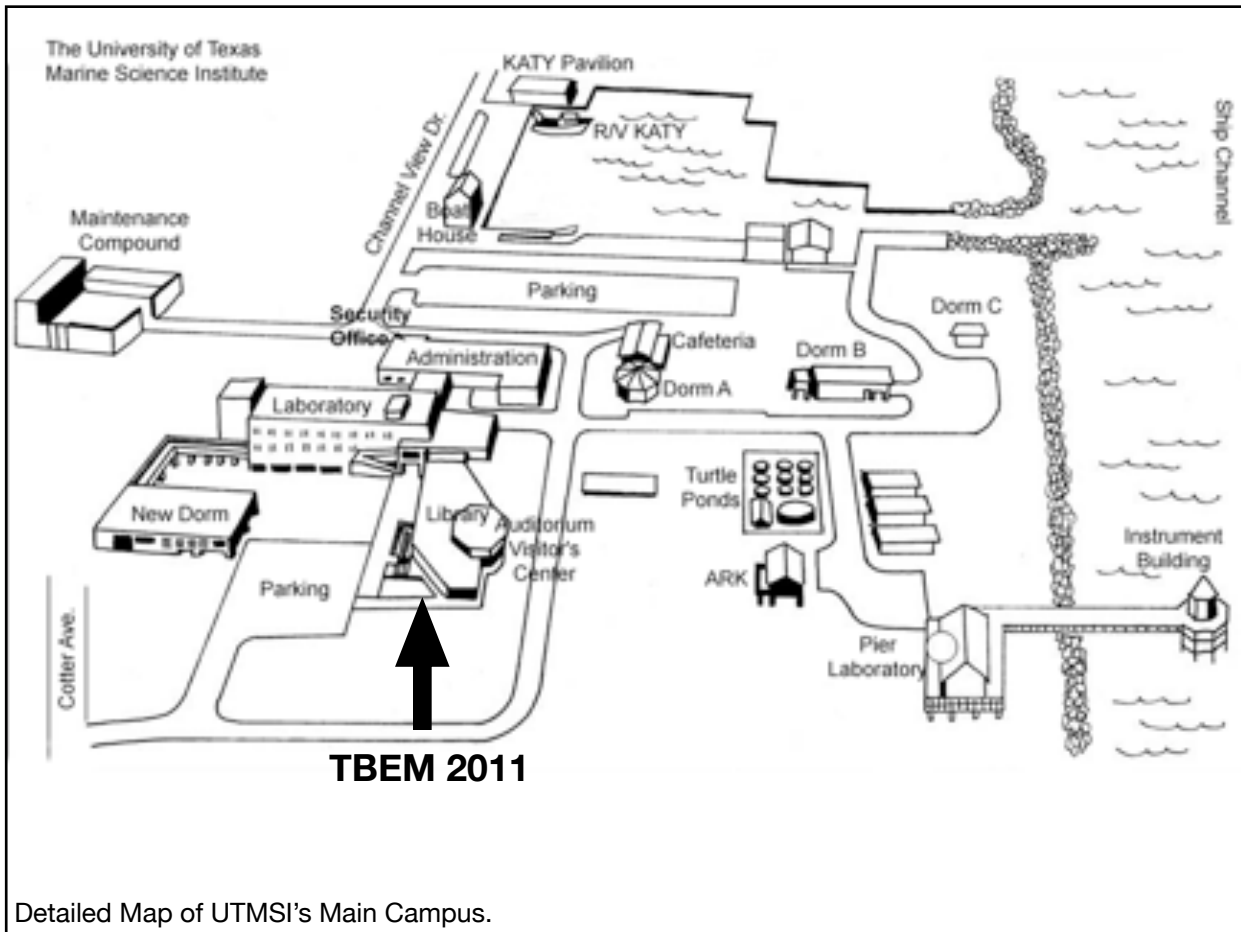 The University of Texas
Marine Science Institute
KATY Pavilion
R/V KATY
Ship Channel
Channel View Dr.
Boat
House
Maintenance
Compound
Parking
Security
Office
Administration
Cafeteria
Dorm A
Dorm B
Dorm C
Laboratory
New Dorm
Library
Auditorium
Visitor's
Center
Turtle
Ponds
ARK
Instrument
Building
Pier
Laboratory
Parking
Cotter Ave.
TBEM 2011
Detailed Map of UTMSI's Main Campus.